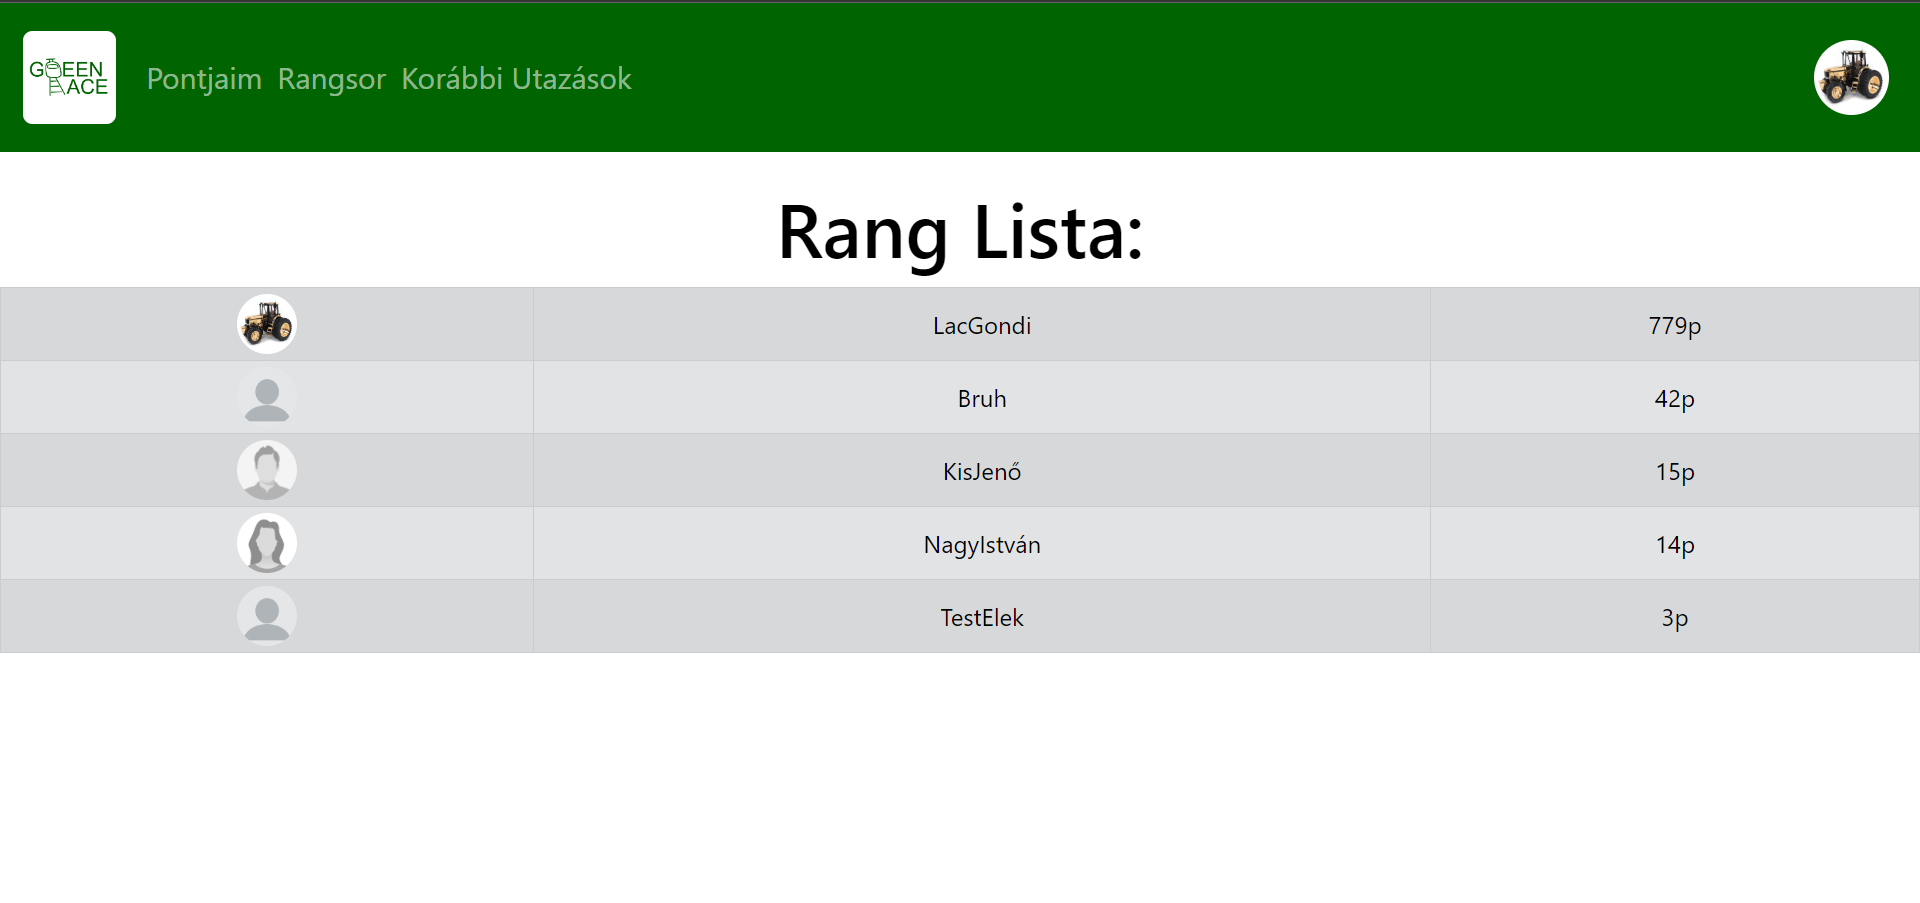 GREEN
RACE
Pontjaim Rangsor Korábbi Utazások
Rang Lista:
LacGondi 779p
Bruh 42p
KisJenő 15p
NagyIstván 14p
TestElek 3p